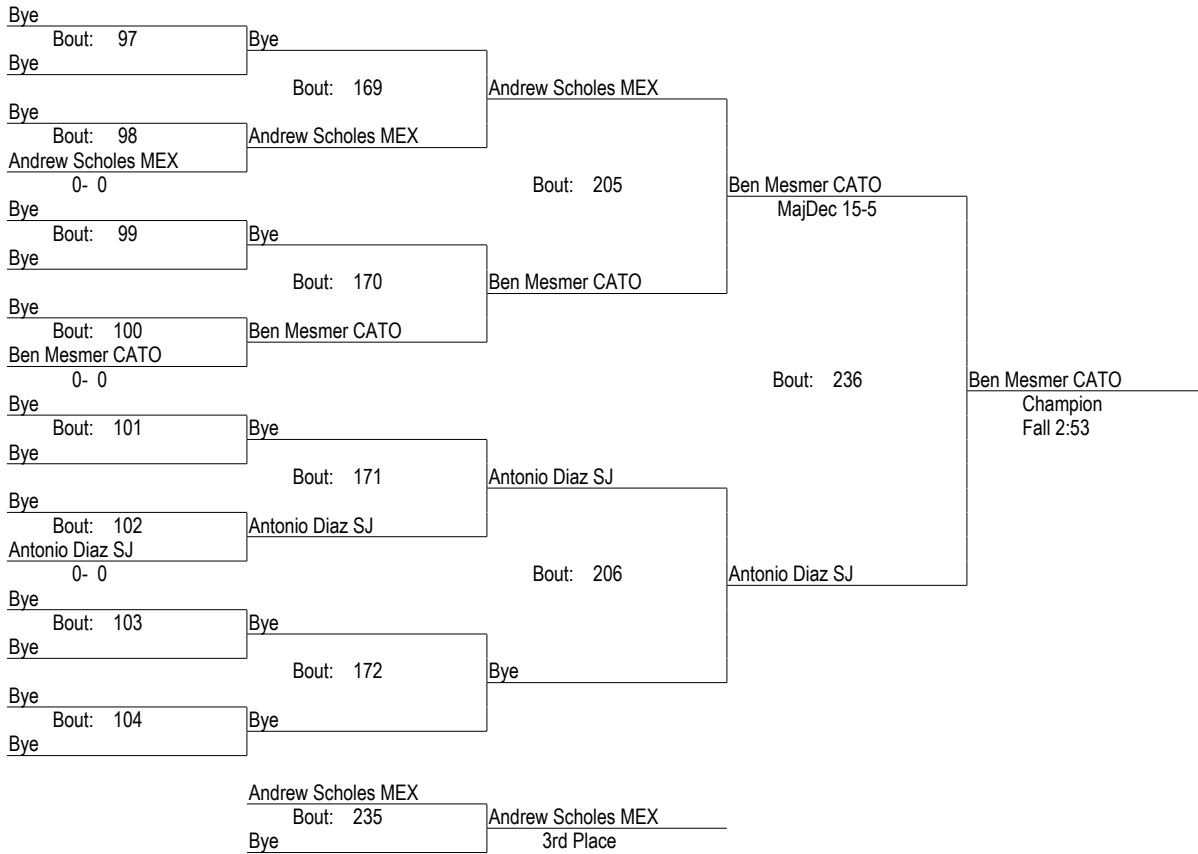 Bye
Bout: 97 Bye
Bye
Bout: 169 Andrew Scholes MEX
Bye
Bout: 98 Andrew Scholes MEX
Andrew Scholes MEX
0- 0 Bout: 205 Ben Mesmer CATO
Bye MajDec 15-5
Bout: 99 Bye
Bye
Bout: 170 Ben Mesmer CATO
Bye
Bout: 100 Ben Mesmer CATO
Ben Mesmer CATO
0- 0 Bout: 236 Ben Mesmer CATO
Bye Champion
Bout: 101 Bye Fall 2:53
Bye
Bout: 171 Antonio Diaz SJ
Bye
Bout: 102 Antonio Diaz SJ
Antonio Diaz SJ
0- 0 Bout: 206 Antonio Diaz SJ
Bye
Bout: 103 Bye
Bye
Bout: 172 Bye
Bye
Bout: 104 Bye
Bye
Andrew Scholes MEX
Bout: 235 Andrew Scholes MEX
Bye 3rd Place